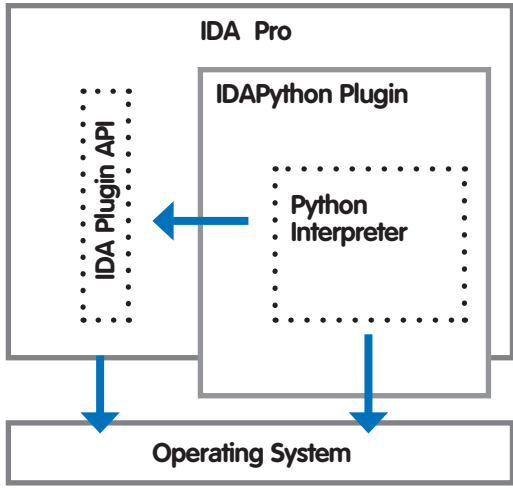 IDA Pro
IDAPython Plugin
IDA Plugin API
Python
Interpreter
Operating System